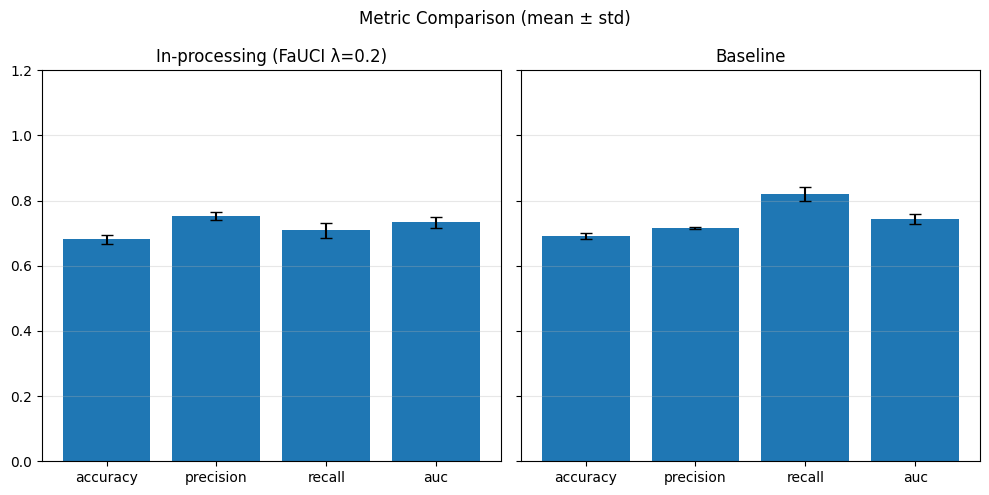 Metric Comparison (mean ± std)
In-processing (FaUCI λ=0.2)
Baseline
1.2
1.0
0.8
0.6
0.4
0.2
0.0
accuracy precision recall auc
accuracy precision recall auc